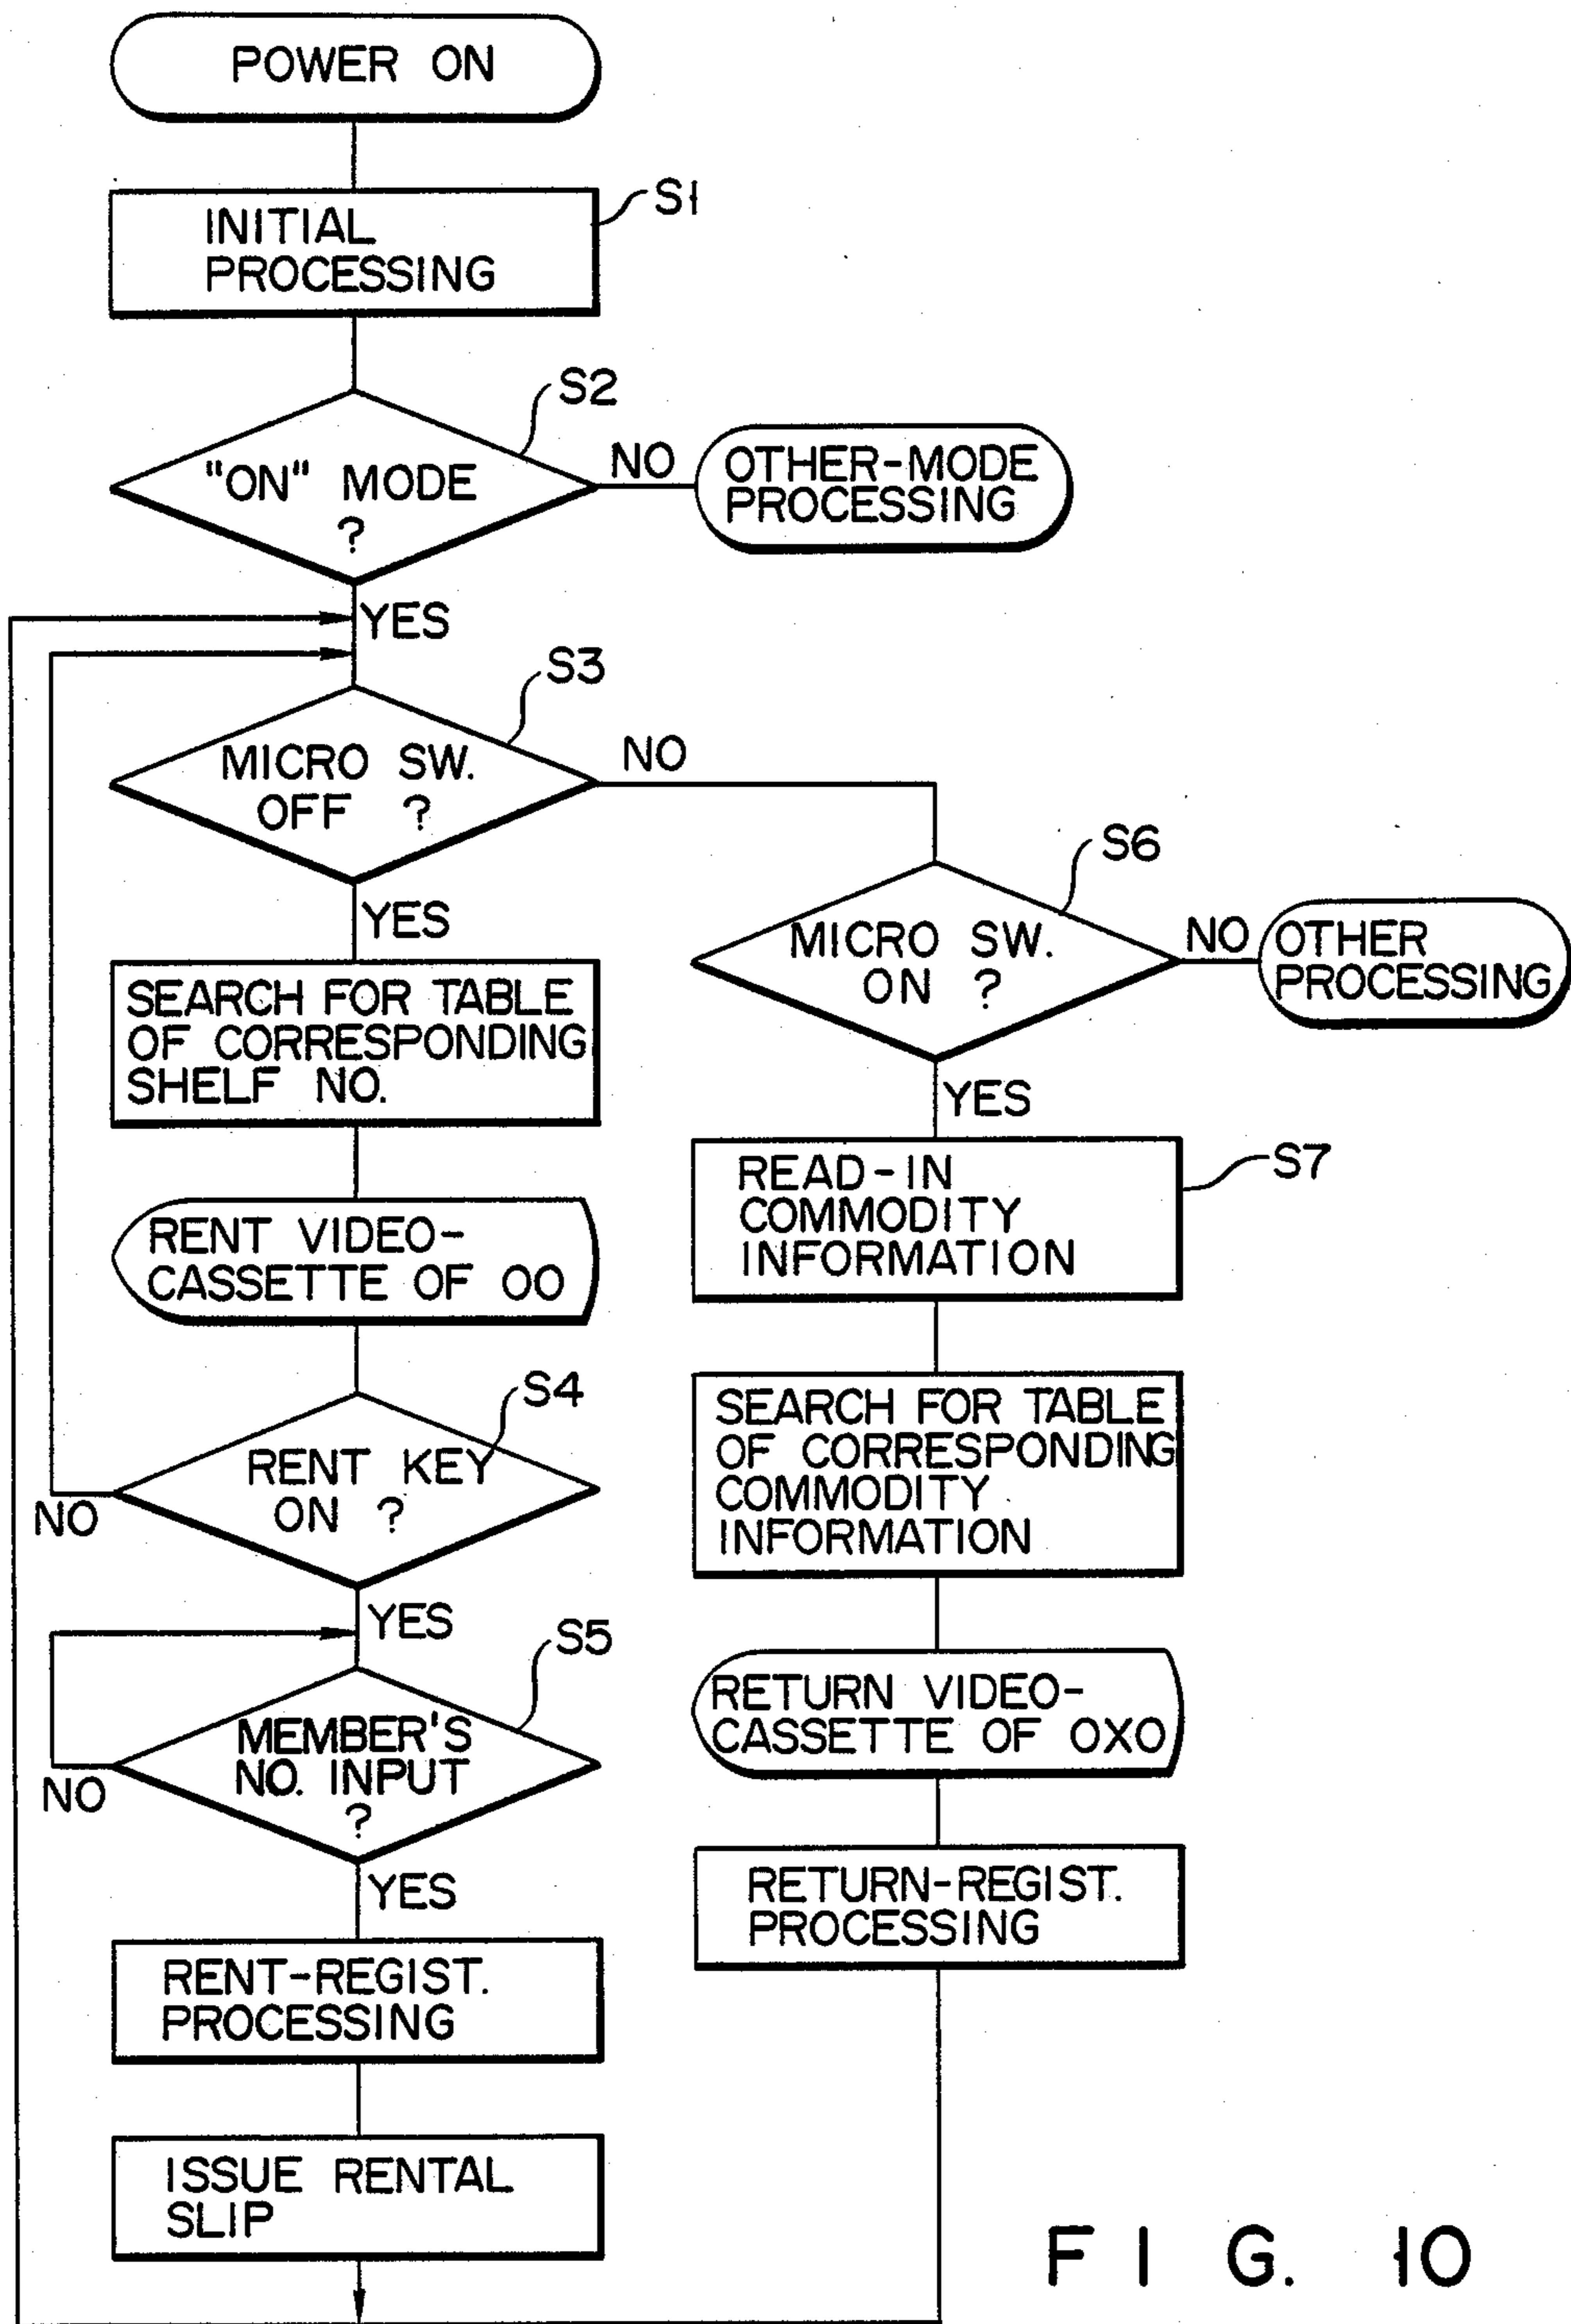 POWER ON
S1
INITIAL
PROCESSING
S2
"ON" MODE
?
NO
OTHER-MODE
PROCESSING
YES
S3
MICRO SW.
OFF ?
NO
YES
SEARCH FOR TABLE
OF CORRESPONDING
SHELF NO.
RENT VIDEO-
CASSETTE OF OO
S4
RENT KEY
ON ?
NO
YES
S5
MEMBER'S
NO. INPUT
?
NO
YES
RENT-REGIST.
PROCESSING
ISSUE RENTAL
SLIP
S6
MICRO SW.
ON ?
NO
OTHER
PROCESSING
YES
S7
READ-IN
COMMODITY
INFORMATION
SEARCH FOR TABLE
OF CORRESPONDING
COMMODITY
INFORMATION
RETURN VIDEO-
CASSETTE OF OXO
RETURN-REGIST.
PROCESSING
FIG. 10